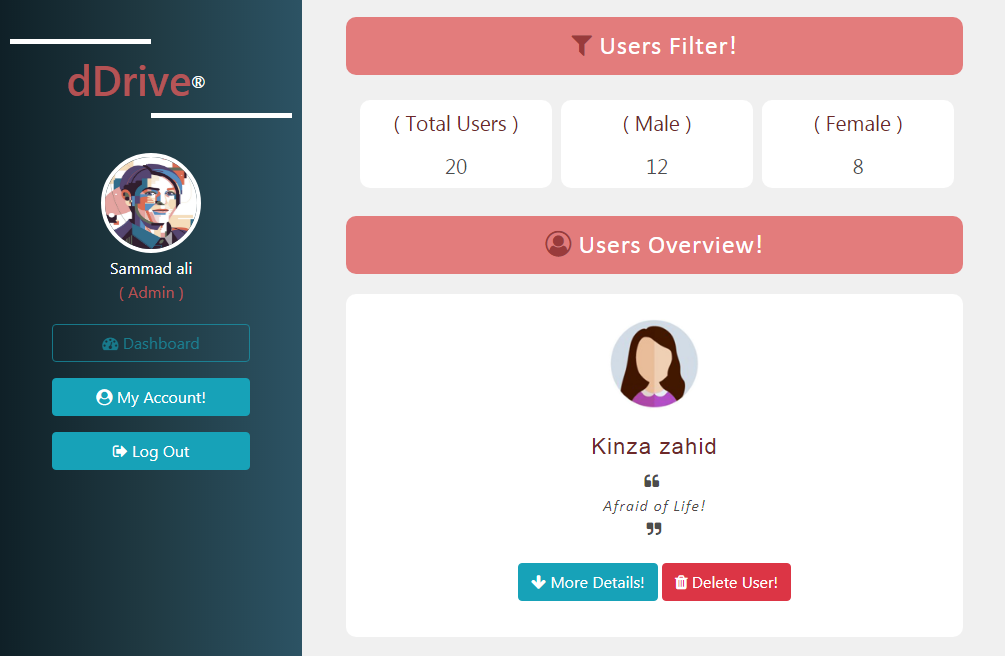 dDrive®
Sammad ali
( Admin )
Dashboard
My Account!
Log Out
Users Filter!
( Total Users )
20
( Male )
12
( Female )
8
Users Overview!
Kinza zahid
❝
Afraid of Life!
❞
More Details!
Delete User!